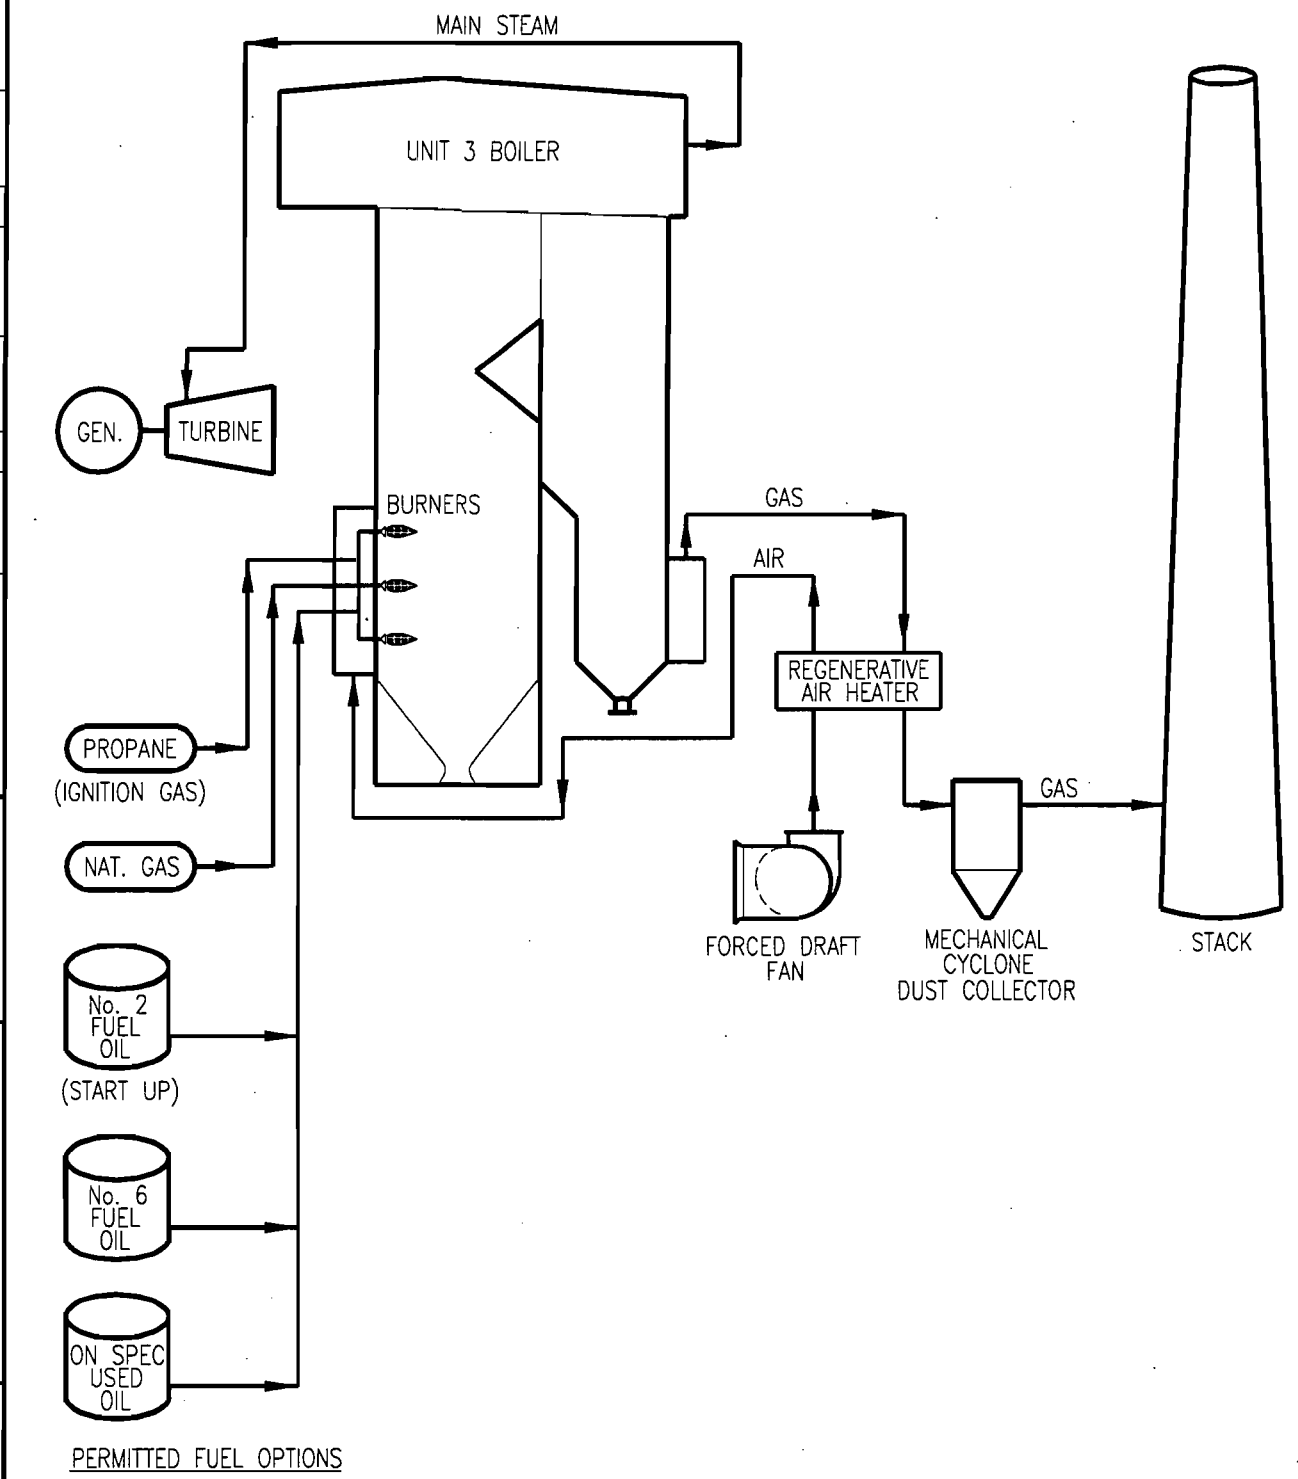 MAIN STEAM
UNIT 3 BOILER
GEN.
TURBINE
BURNERS
GAS
AIR
REGENERATIVE
AIR HEATER
PROPANE
(IGNITION GAS)
GAS
NAT. GAS
FORCED DRAFT
FAN
MECHANICAL
CYCLONE
DUST COLLECTOR
STACK
No. 2
FUEL
OIL
(START UP)
No. 6
FUEL
OIL
ON SPEC
USED
OIL
PERMITTED FUEL OPTIONS